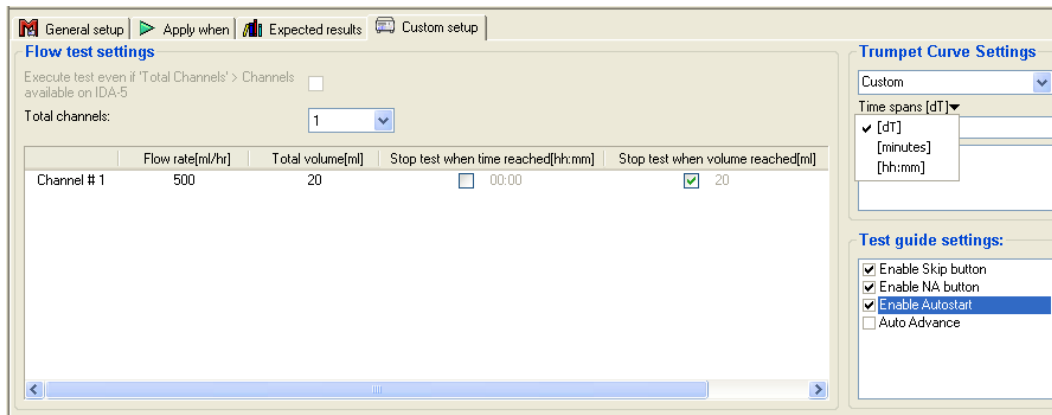 General setup Apply when Expected results Custom setup
Flow test settings
Execute test even if 'Total Channels' > Channels
available on IDA-5
Total channels:
1
Flow rate[ml/hr] Total volume[ml] Stop test when time reached[hh:mm] Stop test when volume reached[ml]
Channel # 1 500 20 00:00 20
Trumpet Curve Settings
Custom
Time spans [dT]
[dT]
[minutes]
[hh:mm]
Test guide settings:
Enable Skip button
Enable NA button
Enable Autostart
Auto Advance